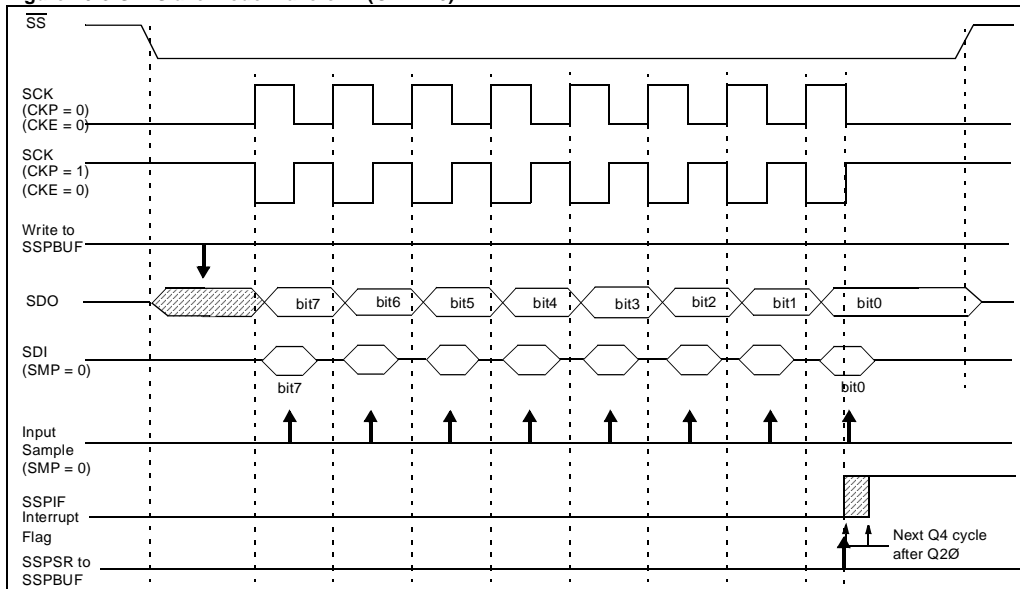 SS
SCK
(CKP = 0)
(CKE = 0)
SCK
(CKP = 1)
(CKE = 0)
Write to
SSPBUF
SDO
bit7
bit6
bit5
bit4
bit3
bit2
bit1
bit0
SDI
(SMP = 0)
bit7
bit0
Input
Sample
(SMP = 0)
SSPIF
Interrupt
Flag
Next Q4 cycle
after Q2Ø
SSPSR to
SSPBUF